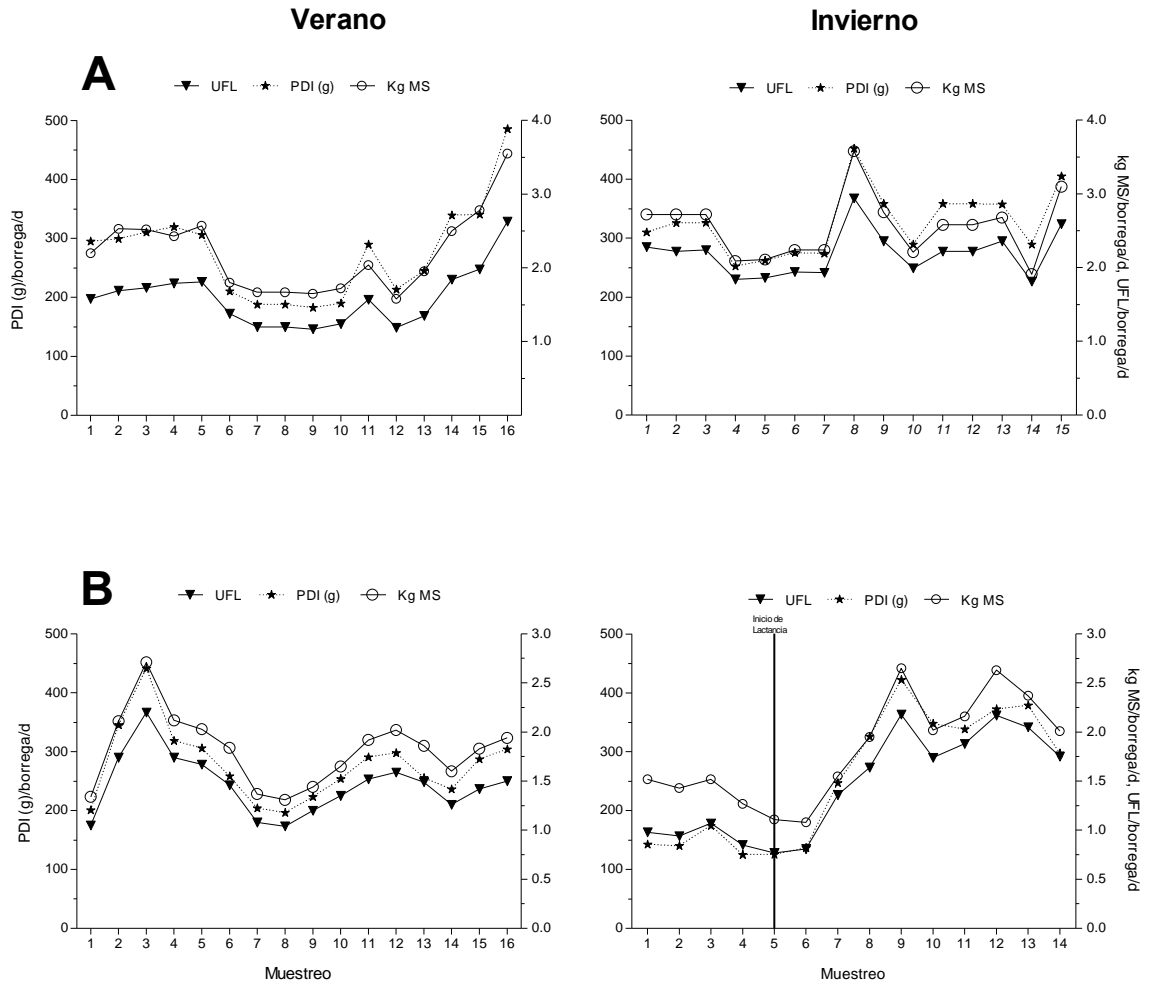 Verano
Invierno
A
UFL PDI (g) Kg MS
UFL PDI (g) Kg MS
PDI (g)/borrega/d
500
400
300
200
100
0
4.0
3.0
2.0
1.0
1 2 3 4 5 6 7 8 9 10 11 12 13 14 15 16
500
400
300
200
100
0
4.0
3.0
2.0
1.0
0.0
kg MS/borrega/d, UFL/borrega/d
1 2 3 4 5 6 7 8 9 10 11 12 13 14 15
B
UFL PDI (g) Kg MS
UFL PDI (g) Kg MS
PDI (g)/borrega/d
500
400
300
200
100
0
3.0
2.5
2.0
1.5
1.0
0.5
0.0
1 2 3 4 5 6 7 8 9 10 11 12 13 14 15 16
Muestreo
Inicio de
Lactancia
500
400
300
200
100
0
3.0
2.5
2.0
1.5
1.0
0.5
0.0
kg MS/borrega/d, UFL/borrega/d
1 2 3 4 5 6 7 8 9 10 11 12 13 14
Muestreo